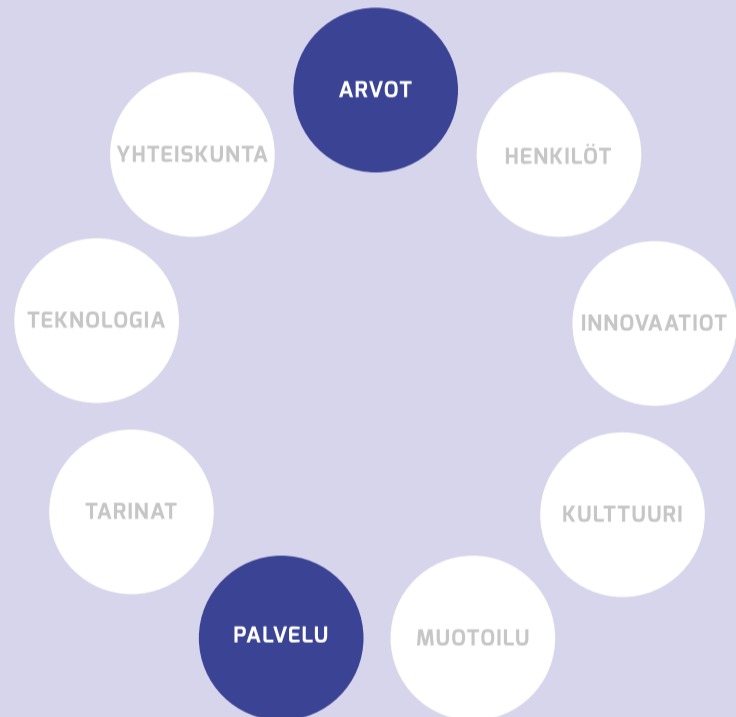 ARVOT
HENKILÖT
INNOVAATIOT
KULTTUURI
MUOTOILU
PALVELU
TARINAT
TEKNOLOGIA
YHTEISKUNTA